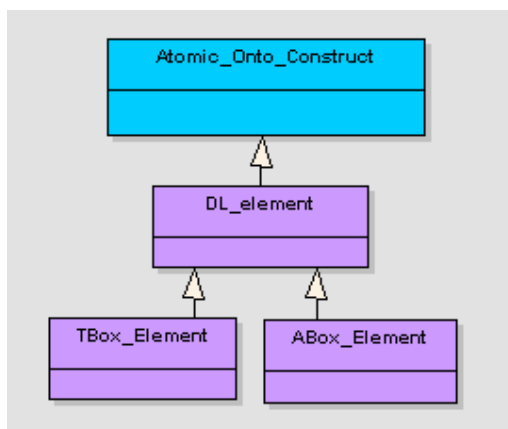 Atomic_Onto_Construct
DL_element
TBox_Element
ABox_Element